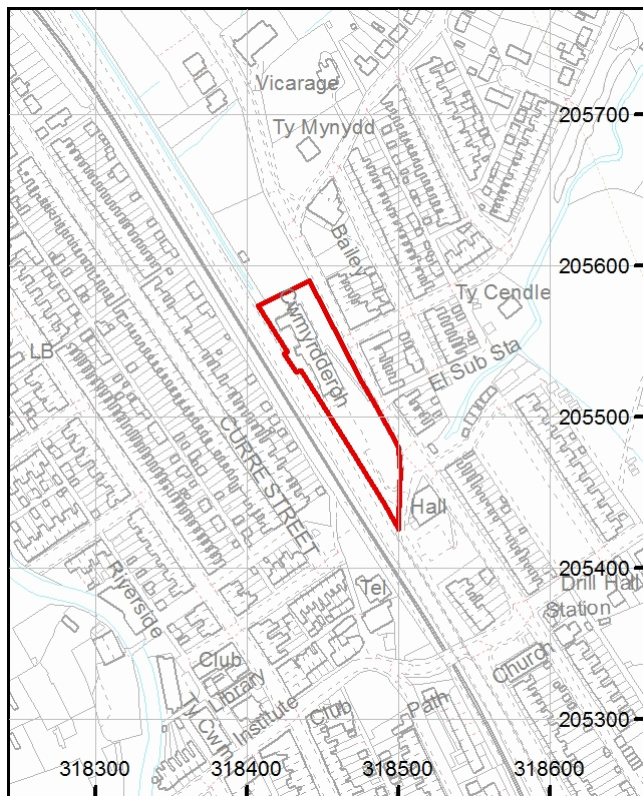 Vicarage
205700
Ty Mynydd
Bailey
205600
Ty Cendle
Cwmyrdderch
LB
El Sub Sta
205500
CURRE STREET
Hall
205400
Tel
Drill Hall
Riverside
Station
Club
Church
Library
Ty Cwm
Institute
Club
Path
205300
318300
318400
318500
318600